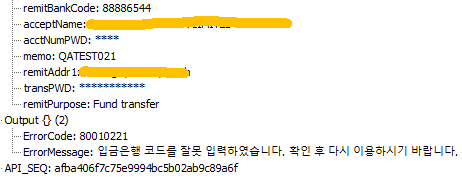 remitBankCode: 88886544
acceptName:
acctNumPWD: ****
memo: QATEST021
remitAddr1:
transPWD: ***********
remitPurpose: Fund transfer
Output {} (2)
ErrorCode: 80010221
ErrorMessage: 입금은행 코드를 잘못 입력하였습니다. 확인 후 다시 이용하시기 바랍니다.
API_SEQ: afba406f7c75e9994bc5b02ab9c89a6f